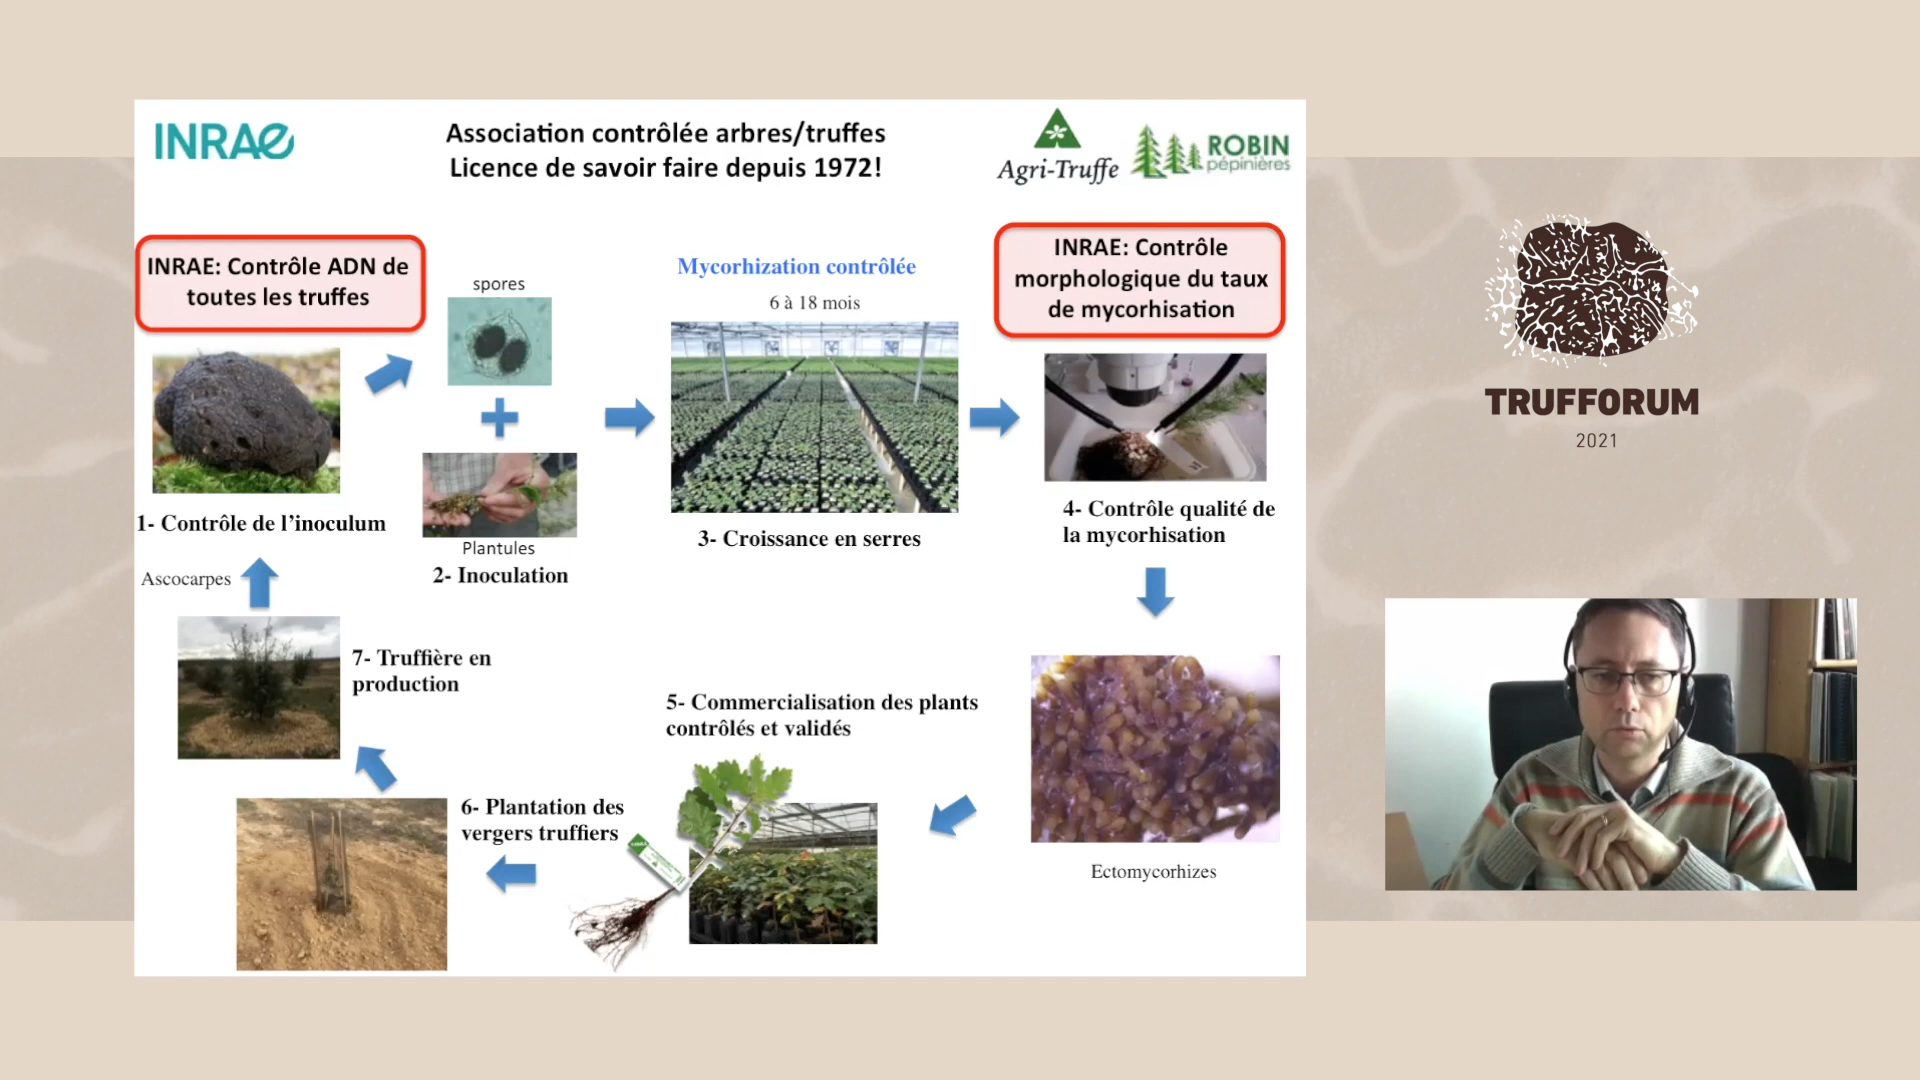 INRAE
Association contrôlée arbres/truffes
Licence de savoir faire depuis 1972!
Agri-Truffe
ROBIN
pépinières
INRAE: Contrôle ADN de
toutes les truffes
spores
Mycorhization contrôlée
6 à 18 mois
INRAE: Contrôle
morphologique du taux
de mycorhisation
1- Contrôle de l'inoculum
Plantules
2- Inoculation
3- Croissance en serres
4- Contrôle qualité de
la mycorhisation
Ascocarpes
7- Truffière en
production
5- Commercialisation des plants
contrôlés et validés
6- Plantation des
vergers truffiers
Ectomycorhizes
TRUFFORUM
2021